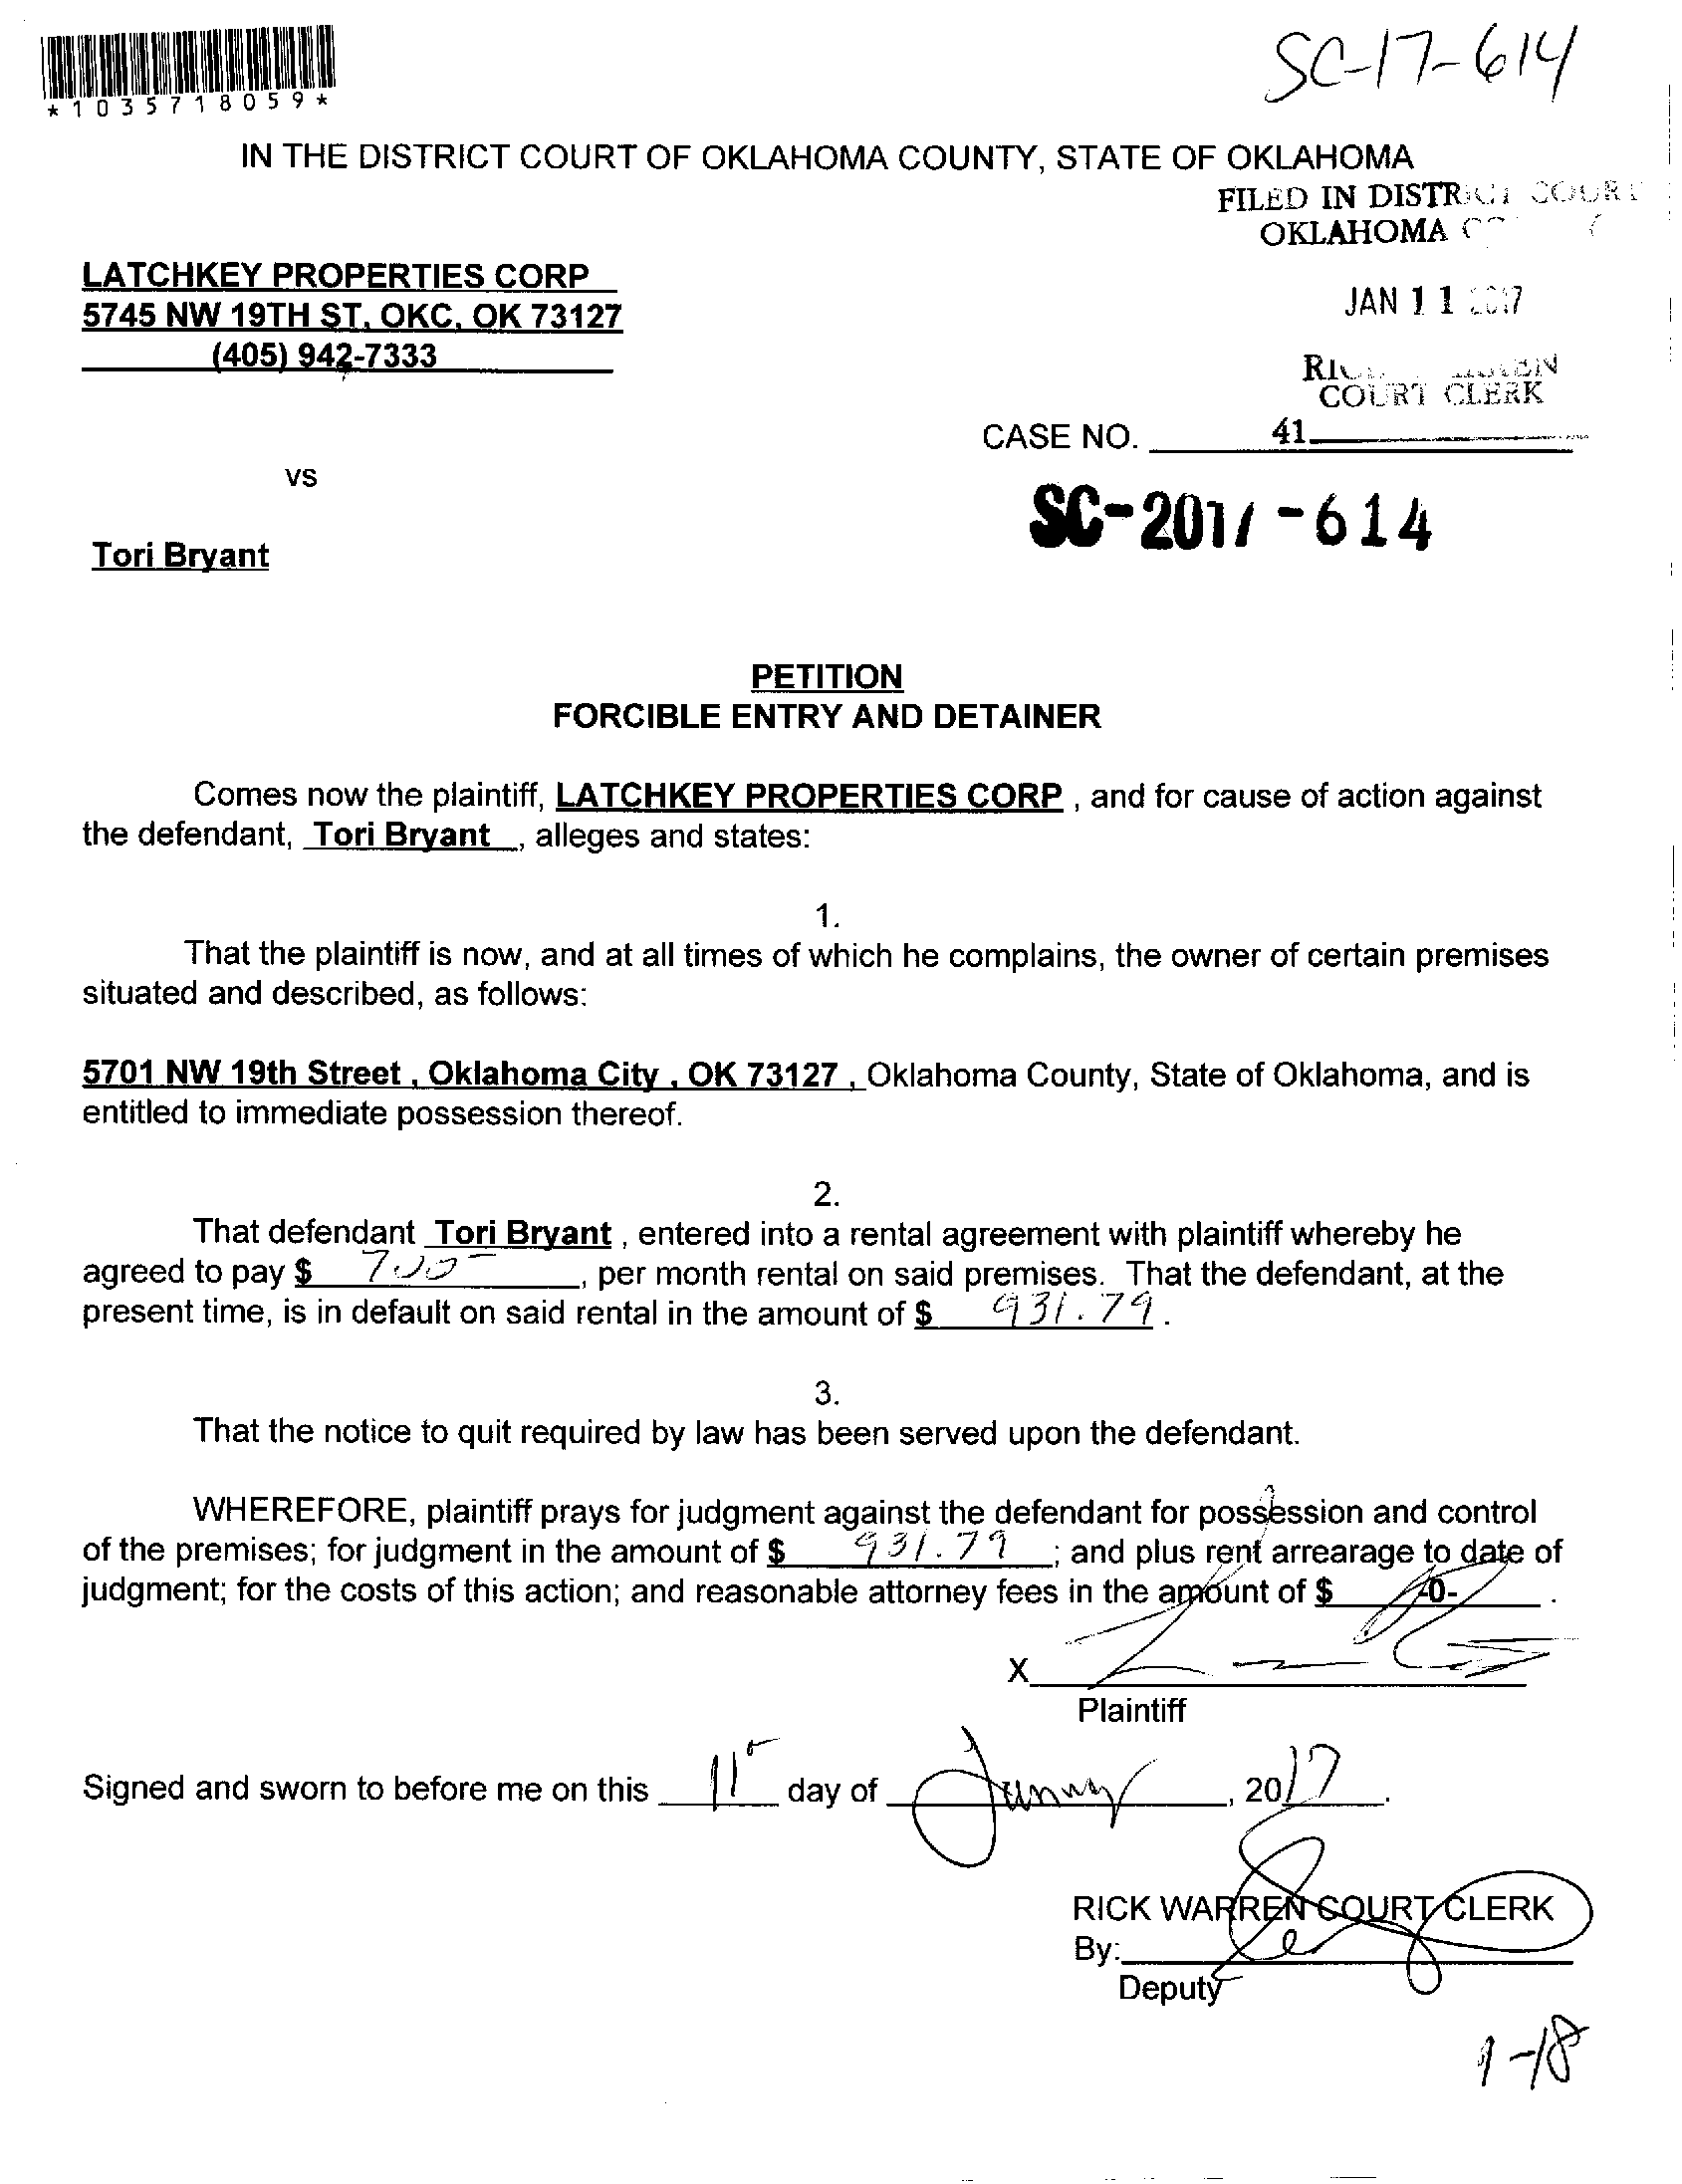 SC-17-614
*1035718059*
IN THE DISTRICT COURT OF OKLAHOMA COUNTY, STATE OF OKLAHOMA
FILED IN DISTRICT COURT
OKLAHOMA
LATCHKEY PROPERTIES CORP
5745 NW 19TH ST, OKC, OK 73127
(405) 942-7333
JAN 11 2017
COURT CLERK
CASE NO. 41
vs
SC-2017-614
Tori Bryant
PETITION
FORCIBLE ENTRY AND DETAINER
Comes now the plaintiff, LATCHKEY PROPERTIES CORP , and for cause of action against
the defendant, Tori Bryant , alleges and states:
1.
That the plaintiff is now, and at all times of which he complains, the owner of certain premises
situated and described, as follows:
5701 NW 19th Street , Oklahoma City , OK 73127 , Oklahoma County, State of Oklahoma, and is
entitled to immediate possession thereof.
2.
That defendant Tori Bryant , entered into a rental agreement with plaintiff whereby he
agreed to pay $ 700 , per month rental on said premises. That the defendant, at the
present time, is in default on said rental in the amount of $ 931.79 .
3.
That the notice to quit required by law has been served upon the defendant.
WHEREFORE, plaintiff prays for judgment against the defendant for possession and control
of the premises; for judgment in the amount of $ 931.79 ; and plus rent arrearage to date of
judgment; for the costs of this action; and reasonable attorney fees in the amount of $ -0- .
X
Plaintiff
Signed and sworn to before me on this 11 day of January , 2017.
RICK WARREN COURT CLERK
By:
Deputy
1-18